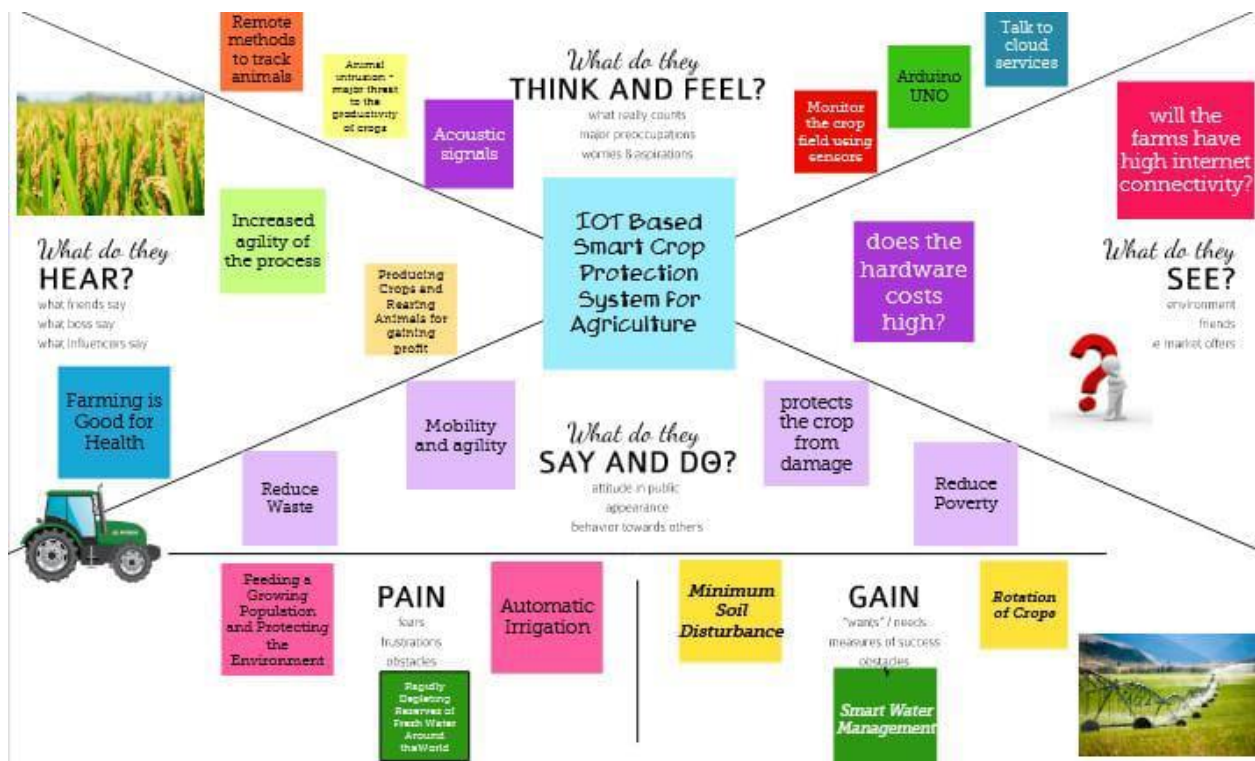 Remote
methods
to track
animals
Animal
intrusion -
major threat
to the
productivity
of crops
Acoustic
signals
What do they
THINK AND FEEL?
what really counts
major preoccupations
worries & aspirations
Monitor
the crop
field using
sensors
Arduino
UNO
Talk to
cloud
services
will the
farms have
high internet
connectivity?
What do they
HEAR?
what friends say
what boss say
what influencers say
Increased
agility of
the process
Producing
Crops and
Rearing
Animals for
gaining
profit
Farming is
Good for
Health
IOT Based
Smart Crop
Protection
System for
Agriculture
does the
hardware
costs
high?
What do they
SEE?
environment
friends
e market offers
Reduce
Waste
Mobility
and agility
What do they
SAY AND DO?
attitude in public
appearance
behavior towards others
protects
the crop
from
damage
Reduce
Poverty
Feeding a
Growing
Population
and Protecting
the
Environment
PAIN
fears
frustrations
obstacles
Automatic
Irrigation
Rapidly
Depleting
Reserves of
Fresh Water
Around
theWorld
Minimum
Soil
Disturbance
GAIN
"wants" / needs
measures of success
obstacles
Smart Water
Management
Rotation
of Crops